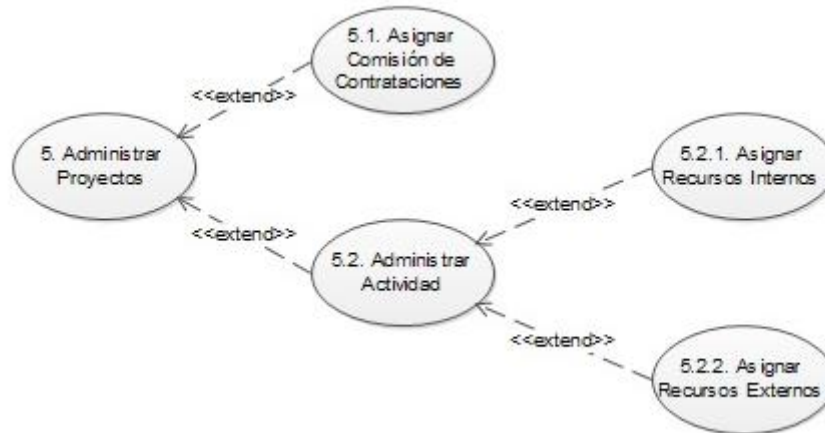 5.1. Asignar
Comisión de
Contrataciones
<<extend>>
5. Administrar
Proyectos
<<extend>>
5.2. Administrar
Actividad
<<extend>>
5.2.1. Asignar
Recursos Internos
<<extend>>
5.2.2. Asignar
Recursos Externos